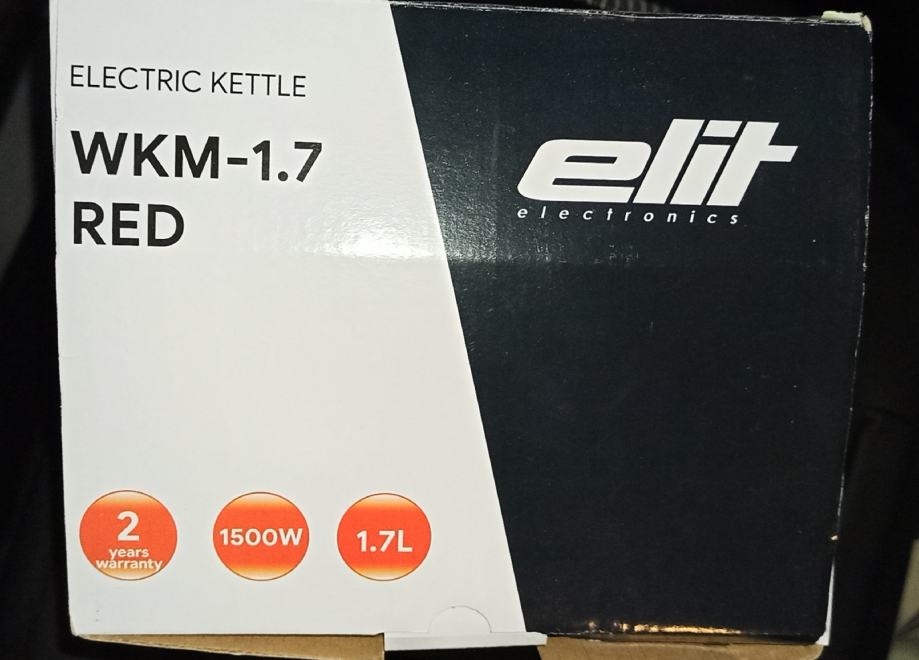 ELECTRIC KETTLE
WKM-1.7
RED
elit
electronics
2
years
warranty
1500W
1.7L